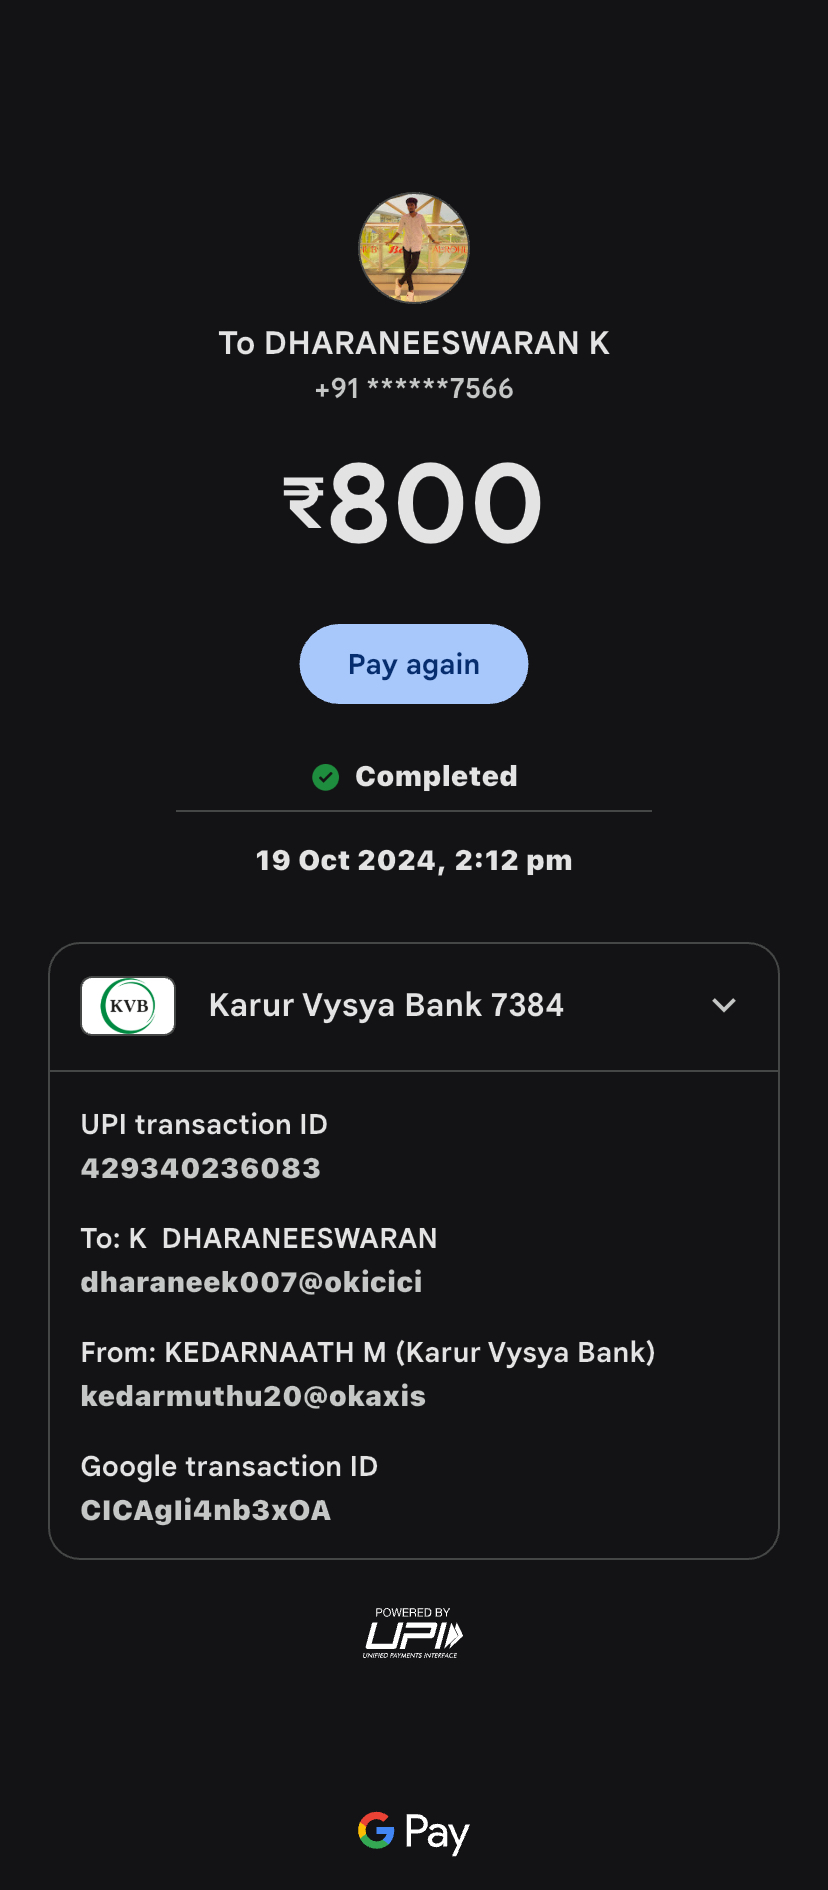 To DHARANEESWARAN K
+91 ******7566
₹800
Pay again
Completed
19 Oct 2024, 2:12 pm
KVB
Karur Vysya Bank 7384
UPI transaction ID
429340236083
To: K  DHARANEESWARAN
dharaneek007@okicici
From: KEDARNAATH M (Karur Vysya Bank)
kedarmuthu20@okaxis
Google transaction ID
CICAgIi4nb3xOA
POWERED BY
UPI
UNIFIED PAYMENTS INTERFACE
G Pay